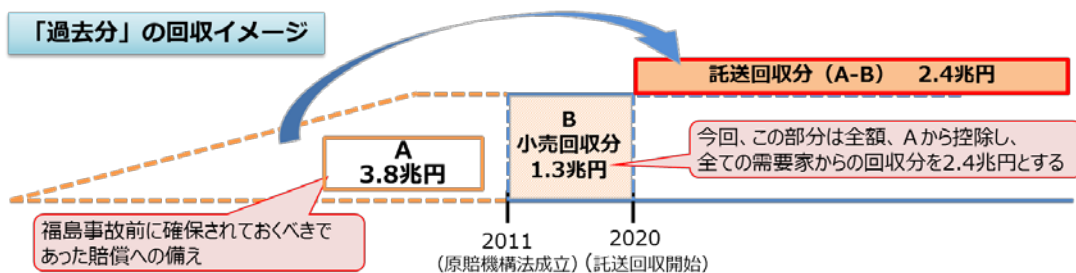 「過去分」の回収イメージ
託送回収分（A-B） 2.4兆円
B
小売回収分
1.3兆円
A
3.8兆円
今回、この部分は全額、Aから控除し、
全ての需要家からの回収分を2.4兆円とする
福島事故前に確保されておくべきで
あった賠償への備え
2011
（原賠機構法成立）
2020
（託送回収開始）